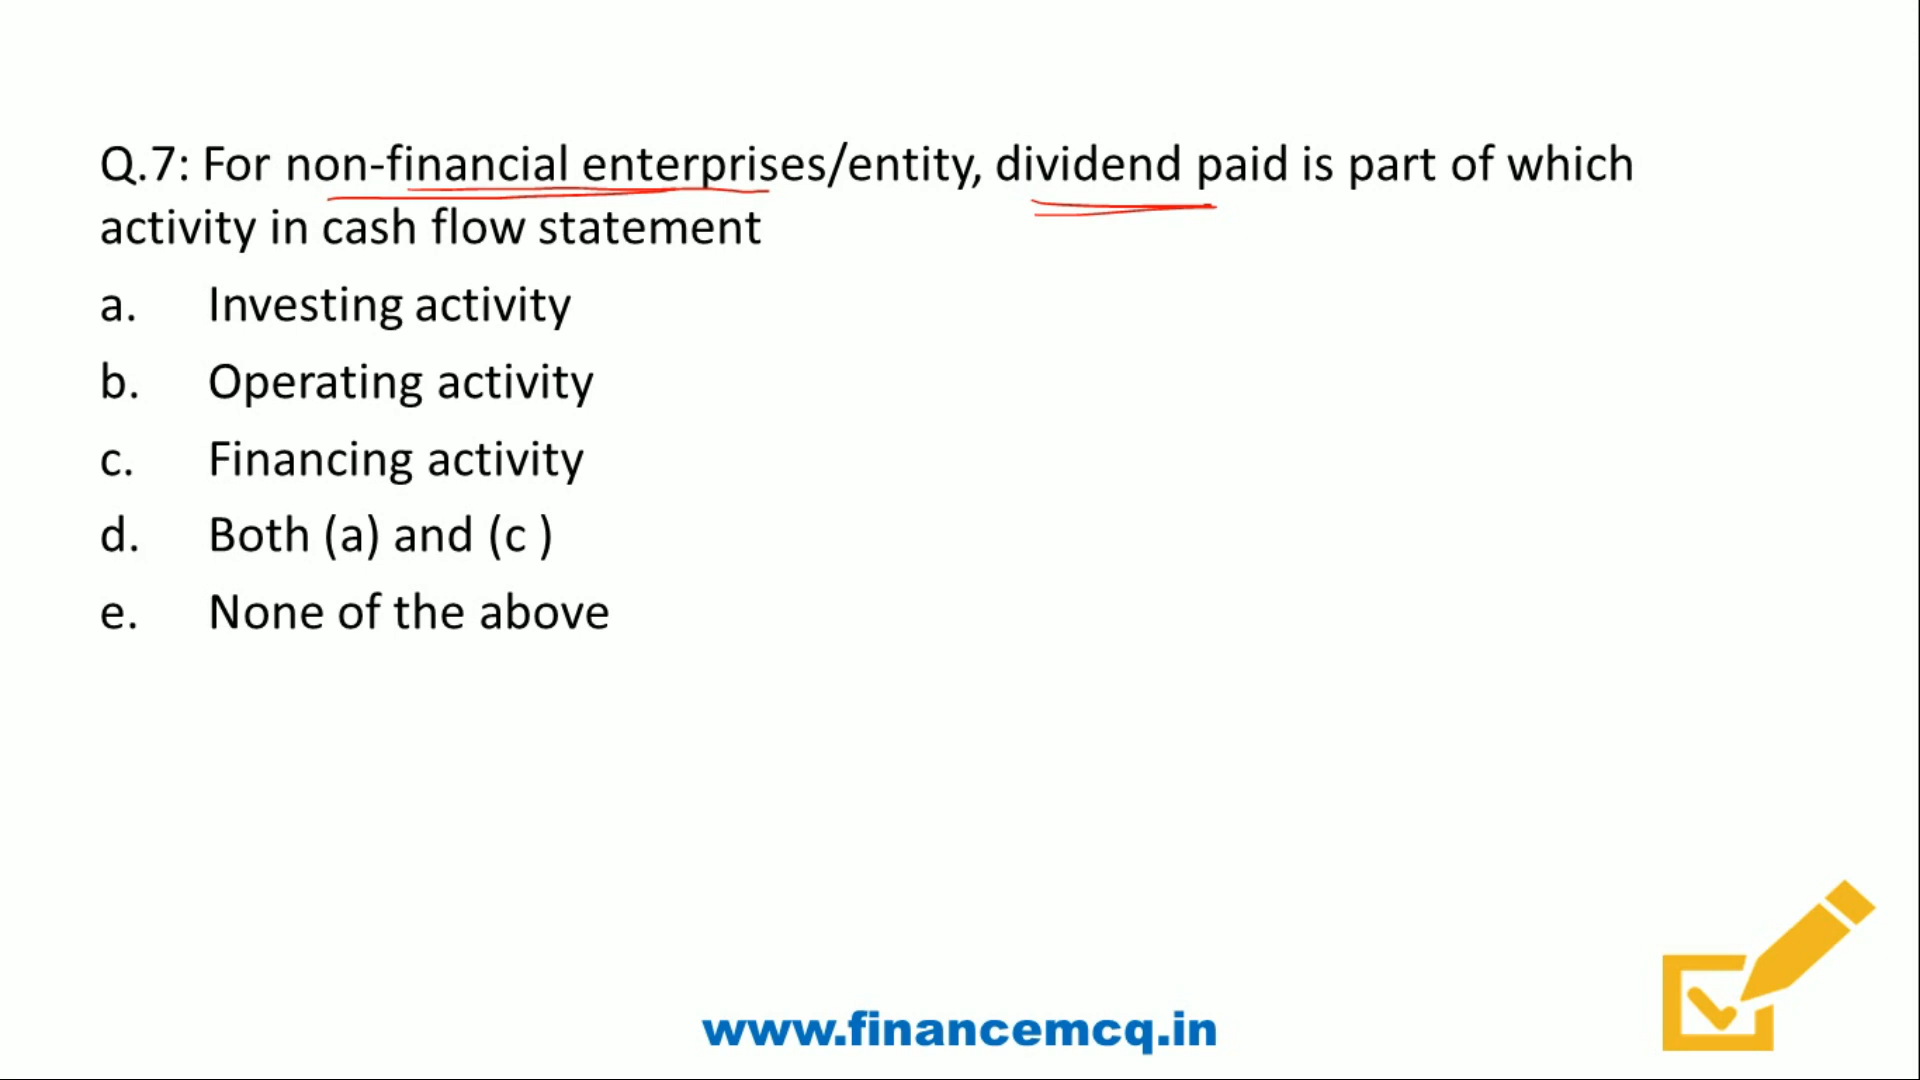 Q.7: For non-financial enterprises/entity, dividend paid is part of which
activity in cash flow statement
a. Investing activity
b. Operating activity
c. Financing activity
d. Both (a) and (c )
e. None of the above
www.financemcq.in